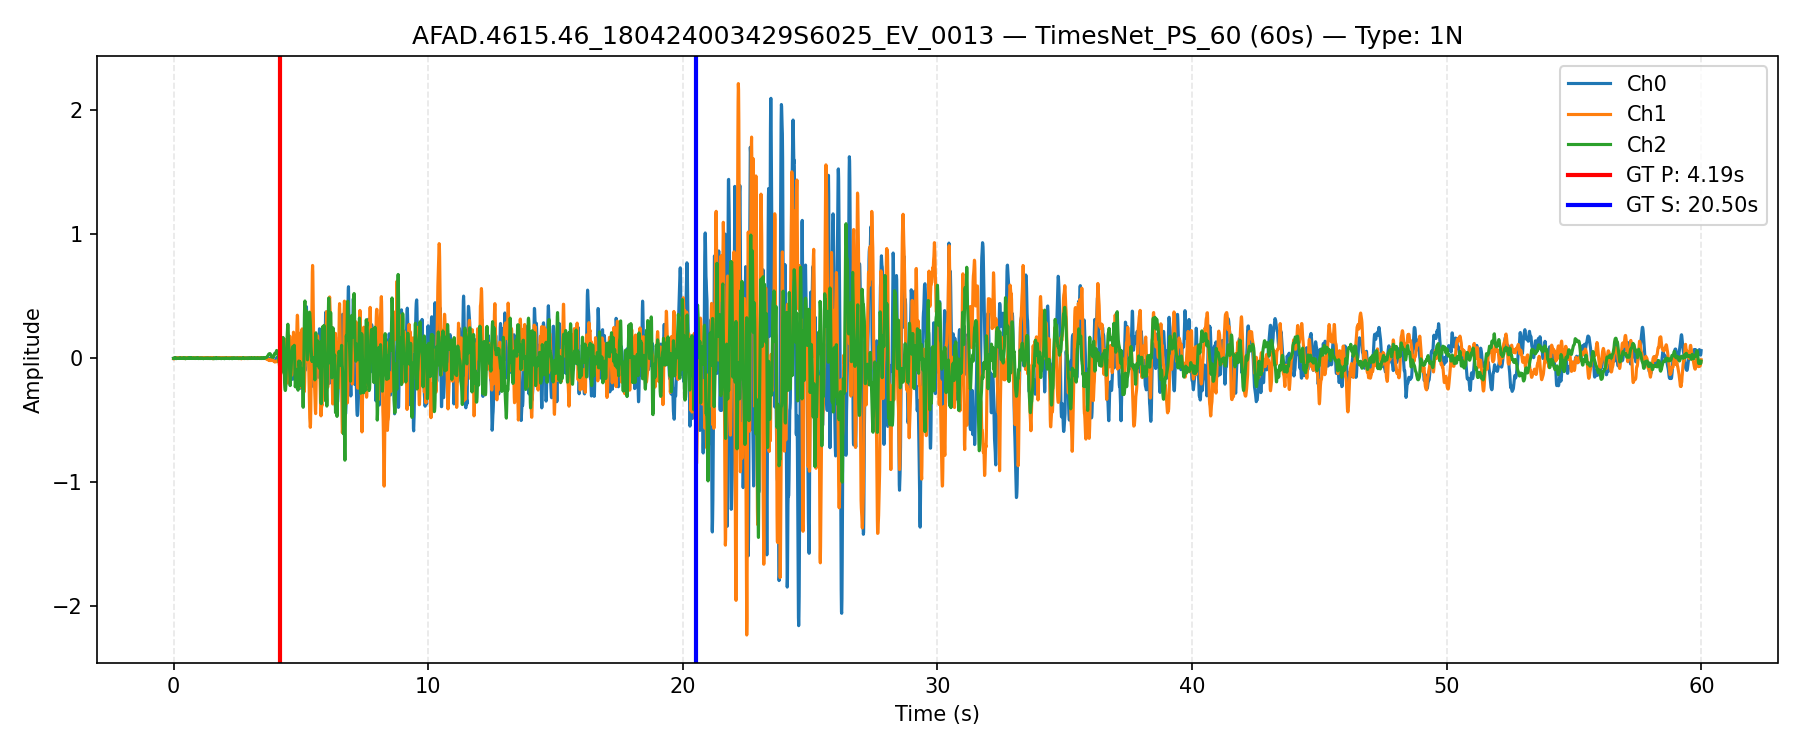 AFAD.4615.46_180424003429S6025_EV_0013 — TimesNet_PS_60 (60s) — Type: 1N
Ch0
Ch1
Ch2
GT P: 4.19s
GT S: 20.50s
Amplitude
2
1
0
−1
−2
0 10 20 30 40 50 60
Time (s)